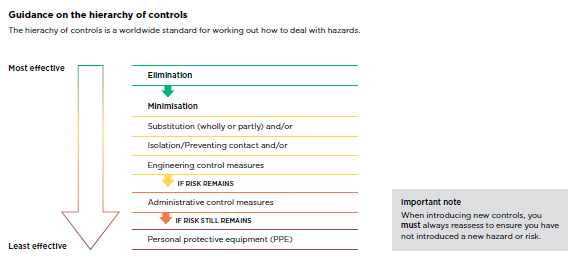 Guidance on the hierarchy of controls
The hierachy of controls is a worldwide standard for working out how to deal with hazards.
Most effective
Elimination
Minimisation
Substitution (wholly or partly) and/or
Isolation/Preventing contact and/or
Engineering control measures
IF RISK REMAINS
Administrative control measures
IF RISK STILL REMAINS
Personal protective equipment (PPE)
Least effective
Important note
When introducing new controls, you
must always reassess to ensure you have
not introduced a new hazard or risk.